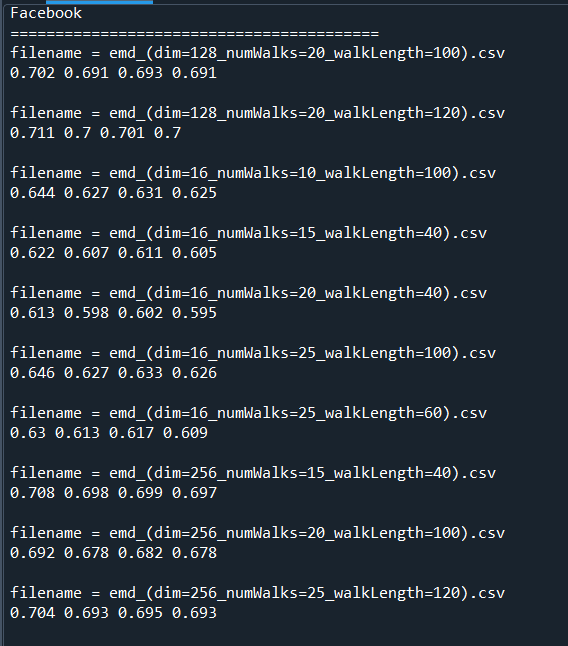 Facebook
=========================================
filename = emd_(dim=128_numWalks=20_walkLength=100).csv
0.702 0.691 0.693 0.691
filename = emd_(dim=128_numWalks=20_walkLength=120).csv
0.711 0.7 0.701 0.7
filename = emd_(dim=16_numWalks=10_walkLength=100).csv
0.644 0.627 0.631 0.625
filename = emd_(dim=16_numWalks=15_walkLength=40).csv
0.622 0.607 0.611 0.605
filename = emd_(dim=16_numWalks=20_walkLength=40).csv
0.613 0.598 0.602 0.595
filename = emd_(dim=16_numWalks=25_walkLength=100).csv
0.646 0.627 0.633 0.626
filename = emd_(dim=16_numWalks=25_walkLength=60).csv
0.63 0.613 0.617 0.609
filename = emd_(dim=256_numWalks=15_walkLength=40).csv
0.708 0.698 0.699 0.697
filename = emd_(dim=256_numWalks=20_walkLength=100).csv
0.692 0.678 0.682 0.678
filename = emd_(dim=256_numWalks=25_walkLength=120).csv
0.704 0.693 0.695 0.693